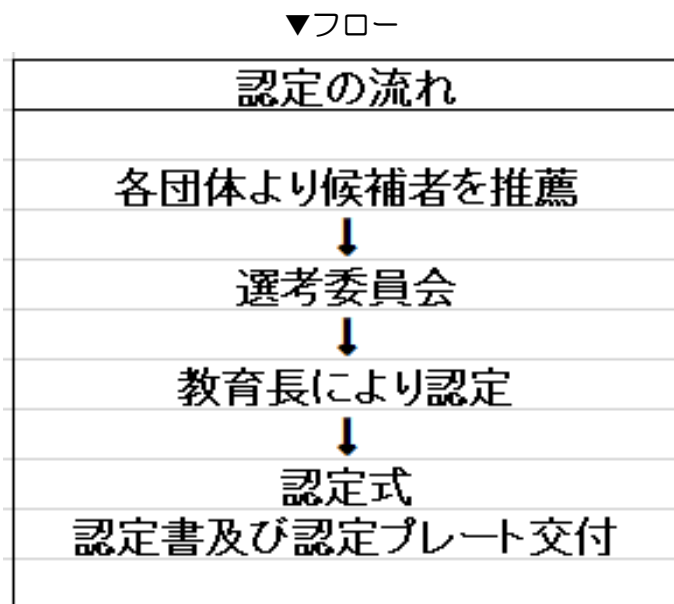 ▼フロー
認定の流れ
各団体より候補者を推薦
↓
選考委員会
↓
教育長により認定
↓
認定式
認定書及び認定プレート交付